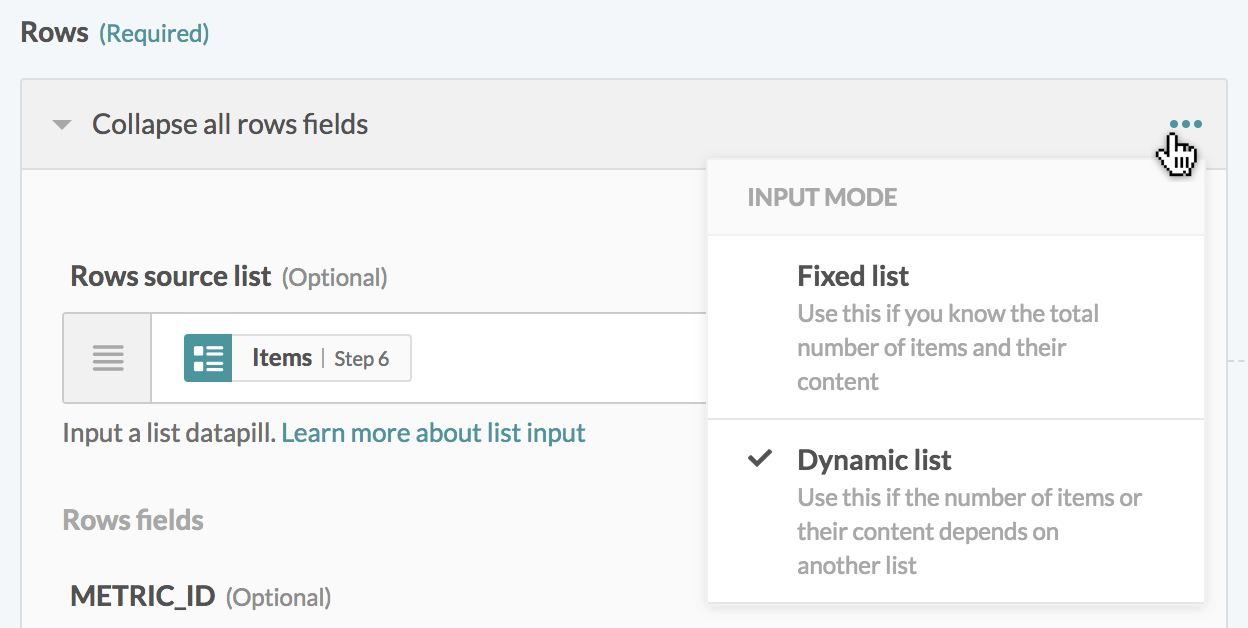 Rows (Required)
Collapse all rows fields
INPUT MODE
Rows source list (Optional)
Items | Step 6
Input a list datapill. Learn more about list input
Fixed list
Use this if you know the total
number of items and their
content
Dynamic list
Use this if the number of items or
their content depends on
another list
Rows fields
METRIC_ID (Optional)